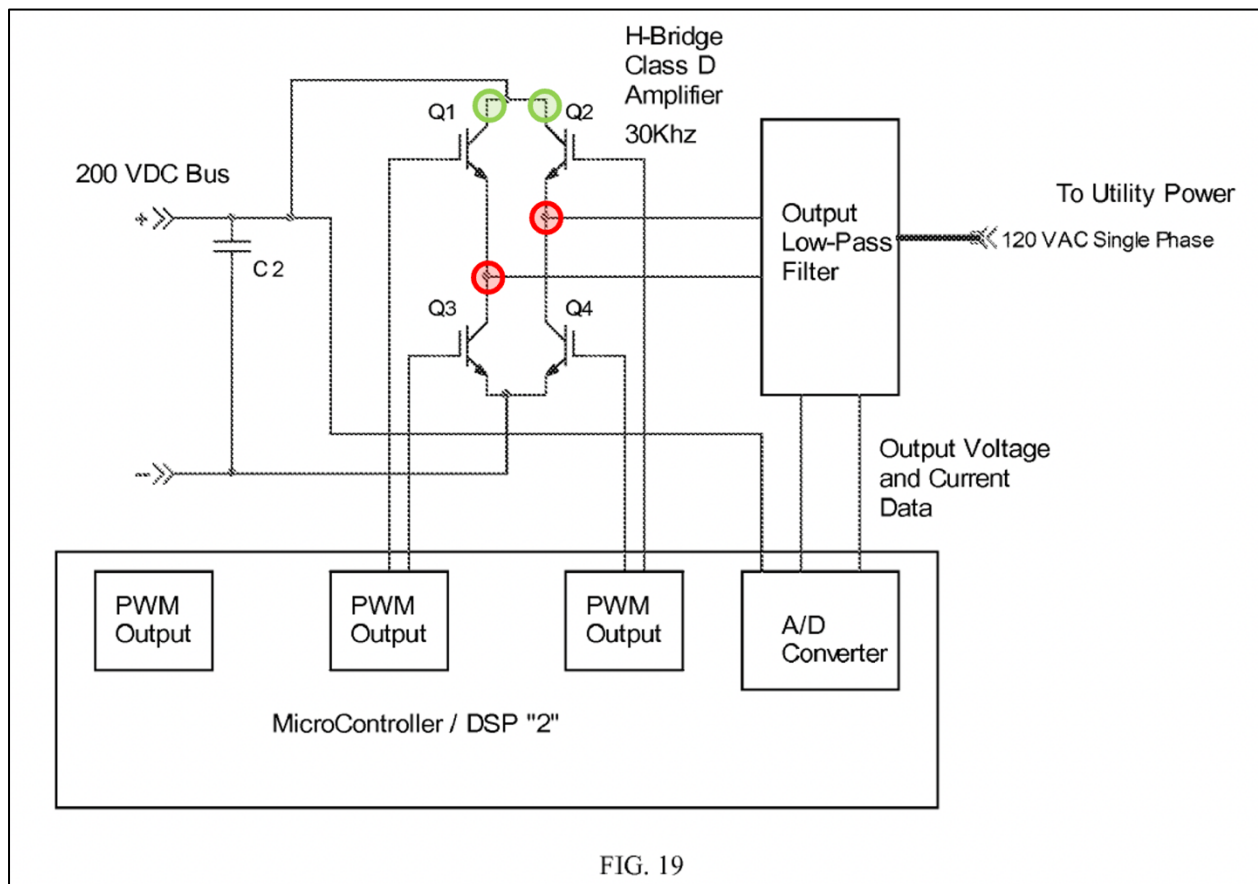 H-Bridge
Class D
Amplifier
30Khz
Q1
Q2
200 VDC Bus
+
C 2
-
Q3
Q4
Output
Low-Pass
Filter
To Utility Power
120 VAC Single Phase
Output Voltage
and Current
Data
PWM
Output
PWM
Output
PWM
Output
A/D
Converter
MicroController / DSP "2"
FIG. 19